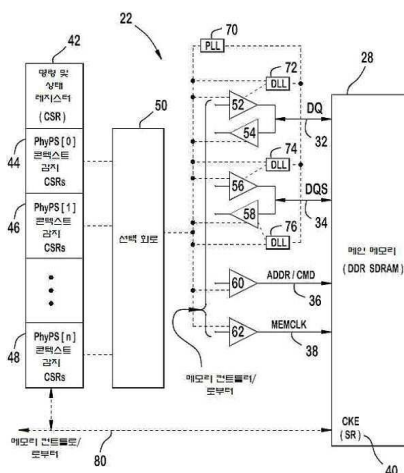 22
42
명령 및
상태
레지스터
(CSR)
44
PhyPS[0]
콘텍스트
감지
CSRs
46
PhyPS[1]
콘텍스트
감지
CSRs
48
PhyPS[n]
콘텍스트
감지
CSRs
메모리 컨트롤로/
로부터
80
50
선택 회로
70
PLL
72
DLL
52
54
DQ
32
74
DLL
56
58
DQS
34
76
DLL
60
ADDR / CMD
36
62
MEMCLK
38
메모리 컨트롤러/
로부터
28
메인 메모리
(DDR SDRAM)
CKE
(SR)
40